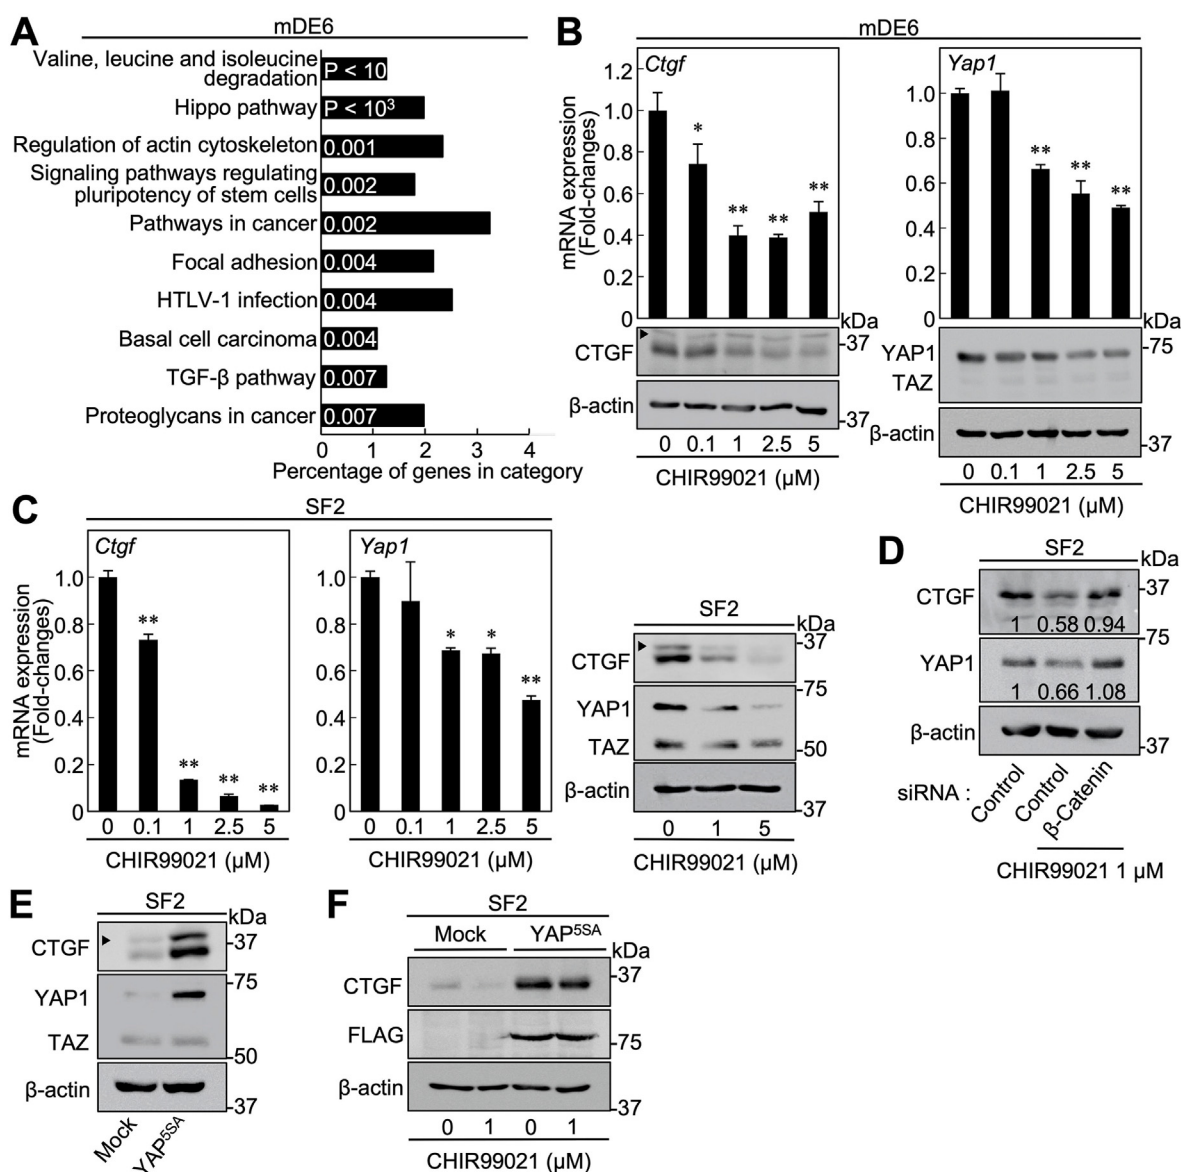 A
mDE6
Valine, leucine and isoleucine
degradation
P < 10
Hippo pathway
P < 10³
Regulation of actin cytoskeleton
0.001
Signaling pathways regulating
pluripotency of stem cells
0.002
Pathways in cancer
0.002
Focal adhesion
0.004
HTLV-1 infection
0.004
Basal cell carcinoma
0.004
TGF-β pathway
0.007
Proteoglycans in cancer
0.007
0 1 2 3 4
Percentage of genes in category
B
mDE6
Ctgf
mRNA expression
(Fold-changes)
1.2
1.0
0.8
0.6
0.4
0.2
0
* ** ** **
kDa
CTGF
-37
β-actin
-37
0 0.1 1 2.5 5
CHIR99021 (µM)
Yap1
1.0
0.8
0.6
0.4
0.2
0
** ** **
kDa
YAP1
-75
TAZ
β-actin
-37
0 0.1 1 2.5 5
CHIR99021 (µM)
C
SF2
Ctgf
mRNA expression
(Fold-changes)
1.0
0.8
0.6
0.4
0.2
0
** ** ** **
0 0.1 1 2.5 5
CHIR99021 (µM)
Yap1
1.0
0.8
0.6
0.4
0.2
0
* * **
0 0.1 1 2.5 5
CHIR99021 (µM)
SF2
kDa
CTGF
-37
-75
YAP1
TAZ
-50
β-actin
-37
0 1 5
CHIR99021 (µM)
D
SF2
kDa
CTGF
-37
1 0.58 0.94
-75
YAP1
1 0.66 1.08
β-actin
-37
siRNA :
Control
Control
β-Catenin
CHIR99021 1 µM
E
SF2
kDa
CTGF
-37
-75
YAP1
TAZ
-50
β-actin
-37
Mock
YAP5SA
F
SF2
Mock YAP5SA
kDa
CTGF
-37
FLAG
-75
β-actin
-37
0 1 0 1
CHIR99021 (µM)